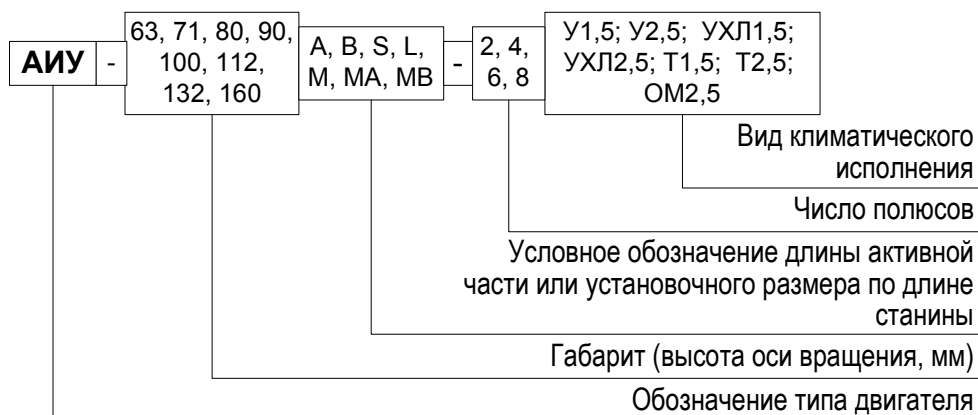 АИУ
-
63, 71, 80, 90,
100, 112,
132, 160
A, B, S, L,
M, MA, MB
-
2, 4,
6, 8
У1,5; У2,5; УХЛ1,5;
УХЛ2,5; Т1,5; Т2,5;
ОМ2,5
Вид климатического
исполнения
Число полюсов
Условное обозначение длины активной
части или установочного размера по длине
станины
Габарит (высота оси вращения, мм)
Обозначение типа двигателя